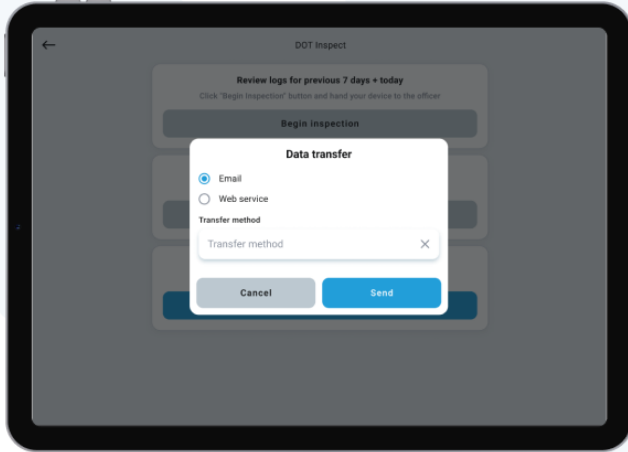 DOT Inspect
Review logs for previous 7 days + today
Click "Begin inspection" button and hand your device to the officer
Begin inspection
Data transfer
Email
Web service
Transfer method
Transfer method
Cancel
Send